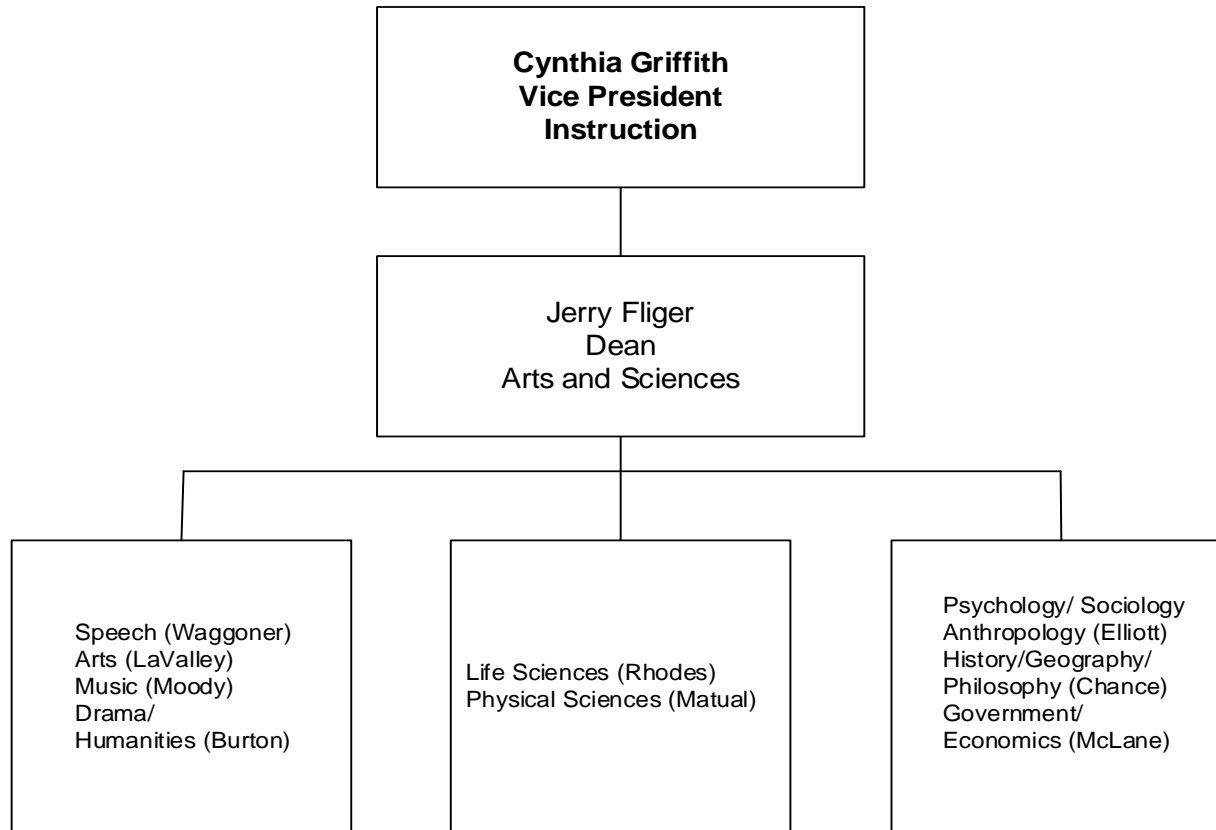 Cynthia Griffith
Vice President
Instruction
Jerry Fliger
Dean
Arts and Sciences
Speech (Waggoner)
Arts (LaValley)
Music (Moody)
Drama/
Humanities (Burton)
Life Sciences (Rhodes)
Physical Sciences (Matual)
Psychology/ Sociology
Anthropology (Elliott)
History/Geography/
Philosophy (Chance)
Government/
Economics (McLane)